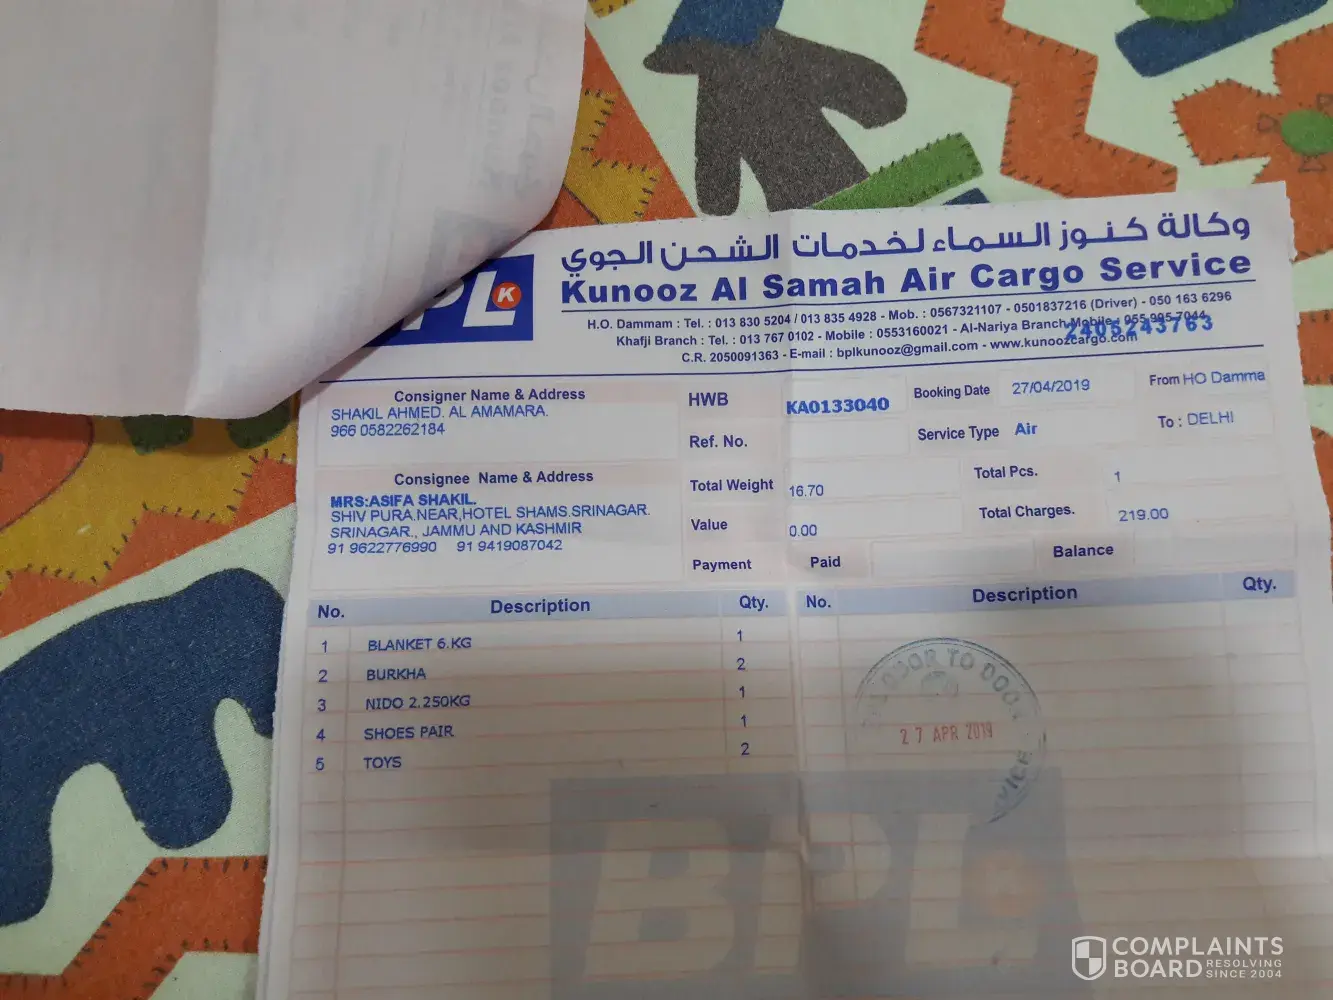 وكالة كنوز السماء لخدمات الشحن الجوي
PL K
Kunooz Al Samah Air Cargo Service
H.O. Dammam : Tel. : 013 830 5204 / 013 835 4928 - Mob. : 0567321107 - 0501837216 (Driver) - 050 163 6296
Khafji Branch : Tel. : 013 767 0102 - Mobile : 0553160021 - Al-Nariya Branch Mobile : 055 995 7044
2405243763
C.R. 2050091363 - E-mail : bplkunooz@gmail.com - www.kunoozcargo.com
Consigner Name & Address
SHAKIL AHMED. AL AMAMARA.
966 0582262184
HWB KA0133040 Booking Date 27/04/2019 From HO Damma
Ref. No. Service Type Air To : DELHI
Consignee Name & Address
MRS:ASIFA SHAKIL.
SHIV PURA.NEAR,HOTEL SHAMS.SRINAGAR.
SRINAGAR., JAMMU AND KASHMIR
91 9622776990 91 9419087042
Total Weight 16.70 Total Pcs. 1
Value 0.00 Total Charges. 219.00
Payment Paid Balance
No. Description Qty. No. Description Qty.
1 BLANKET 6.KG 1
2 BURKHA 2
3 NIDO 2.250KG 1
4 SHOES PAIR 1
5 TOYS 2
DOOR TO DOOR
27 APR 2019
BPL
COMPLAINTS
BOARD RESOLVING
SINCE 2004